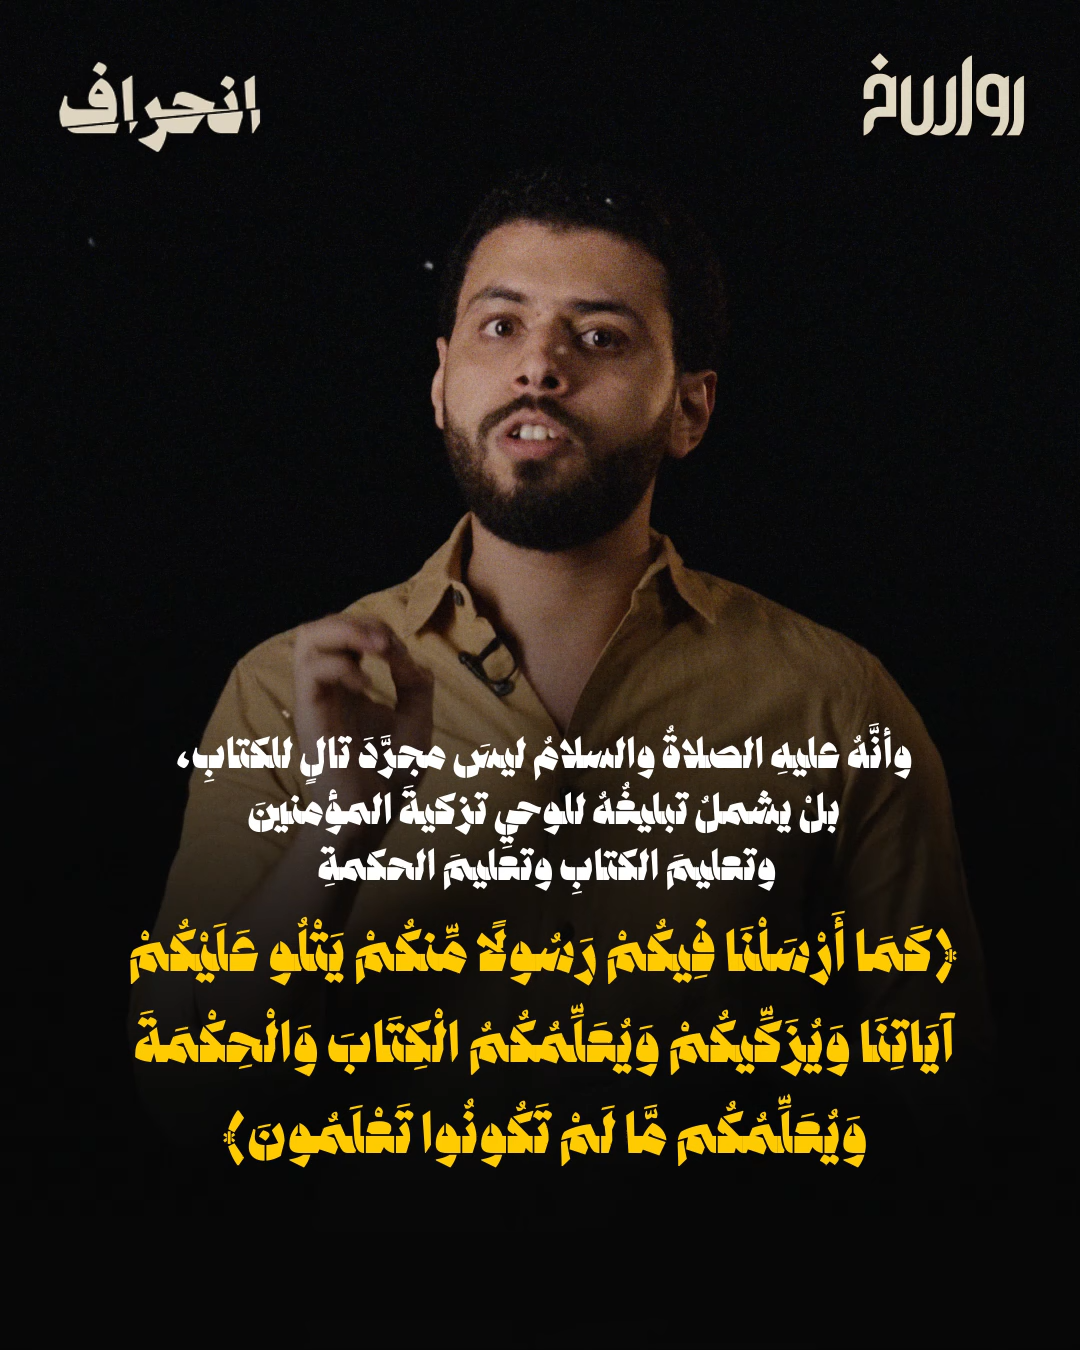 رواسخ
انحراف
وأنَّهُ عليهِ الصلاةُ والسلامُ ليسَ مجرَّدَ تالٍ للكتابِ،
بلْ يشملُ تبليغُهُ للوحيِ تزكيةَ المؤمنينَ
وتعليمَ الكتابِ وتعليمَ الحكمةِ
﴿كَمَا أَرْسَلْنَا فِيكُمْ رَسُولًا مِّنكُمْ يَتْلُو عَلَيْكُمْ
آيَاتِنَا وَيُزَكِّيكُمْ وَيُعَلِّمُكُمُ الْكِتَابَ وَالْحِكْمَةَ
وَيُعَلِّمُكُم مَّا لَمْ تَكُونُوا تَعْلَمُونَ﴾